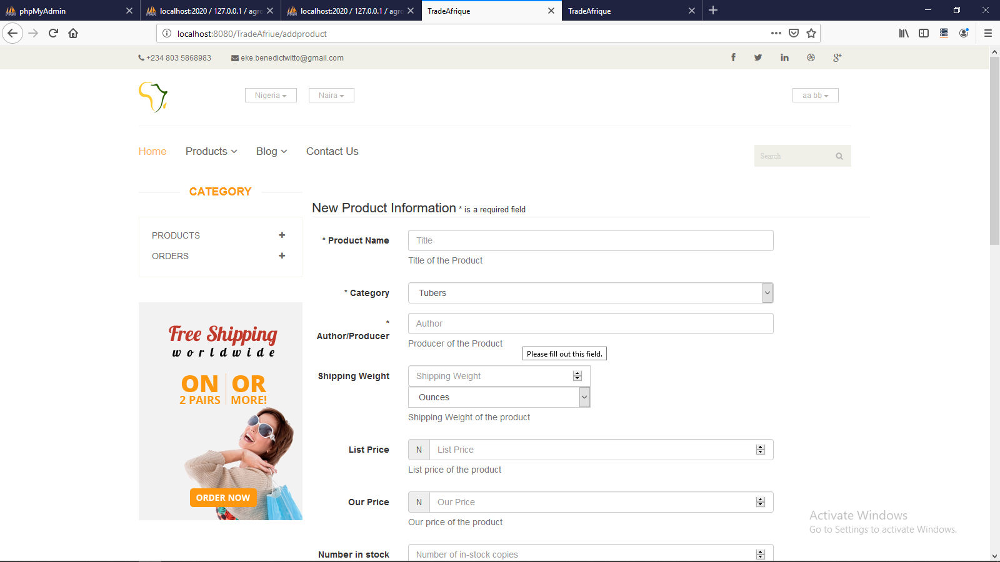 phpMyAdmin
localhost:2020 / 127.0.0.1 / agro
localhost:2020 / 127.0.0.1 / agro
TradeAfrique
TradeAfrique
localhost:8080/TradeAfriue/addproduct
+234 803 5868983
eke.benedictwitto@gmail.com
Nigeria
Naira
aa bb
Home
Products
Blog
Contact Us
Search
CATEGORY
PRODUCTS
ORDERS
Free Shipping
worldwide
ON OR
2 PAIRS MORE!
ORDER NOW
New Product Information * is a required field
* Product Name
Title
Title of the Product
* Category
Tubers
*
Author/Producer
Author
Producer of the Product
Please fill out this field.
Shipping Weight
Shipping Weight
Ounces
Shipping Weight of the product
List Price
N
List Price
List price of the product
Our Price
N
Our Price
Our price of the product
Number in stock
Number of in-stock copies
Activate Windows
Go to Settings to activate Windows.